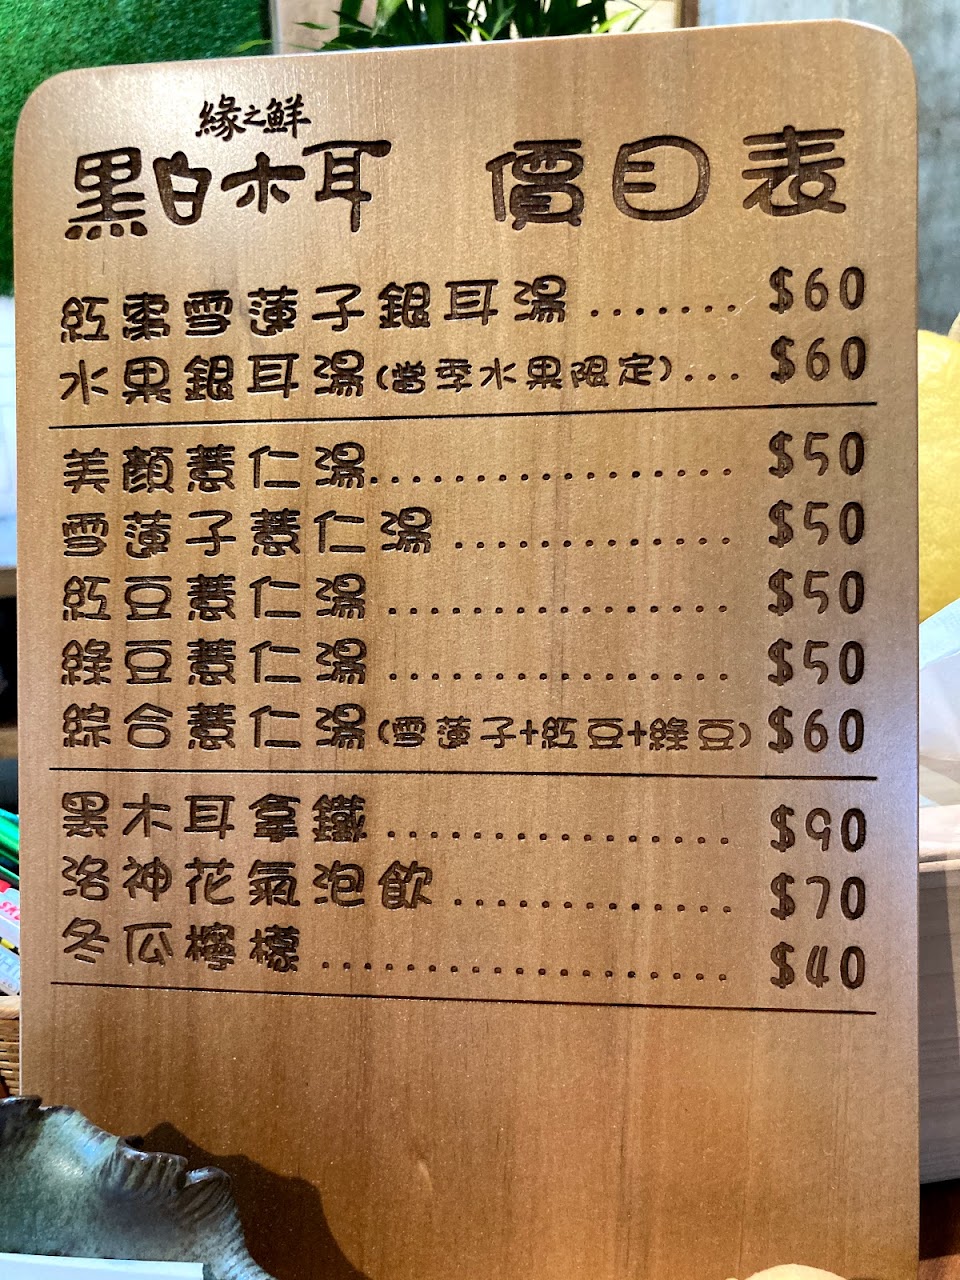 緣之鮮
黑白木耳 價目表
紅棗雪蓮子銀耳湯....... $60
水果銀耳湯(當季水果限定)... $60
美顏薏仁湯.................. $50
雪蓮子薏仁湯............. $50
紅豆薏仁湯................ $50
綠豆薏仁湯................ $50
綜合薏仁湯(雪蓮子+紅豆+綠豆) $60
黑木耳拿鐵................ $90
洛神花氣泡飲............. $70
冬瓜檸檬................... $40